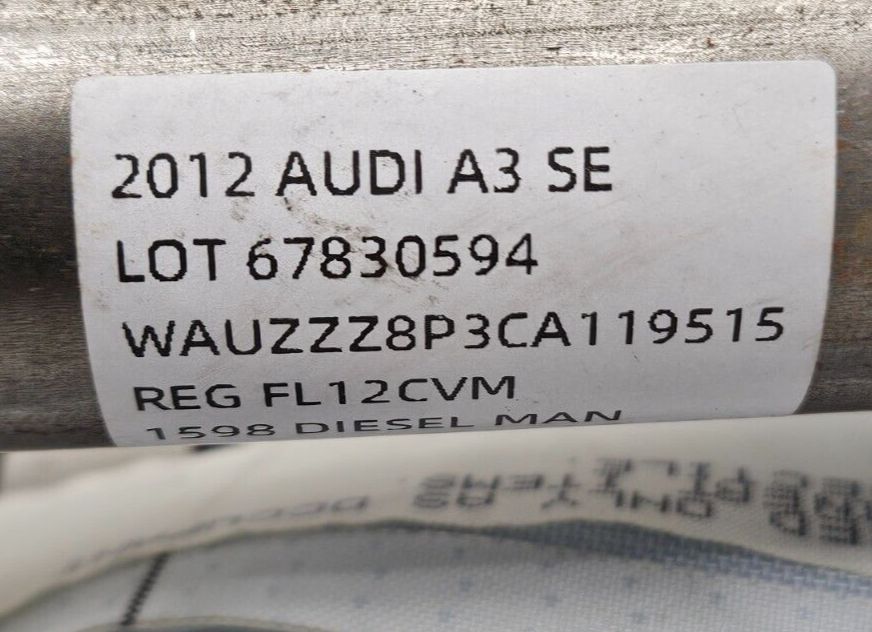 2012 AUDI A3 SE
LOT 67830594
WAUZZZ8P3CA119515
REG FL12CVM
1598 DIESEL MAN